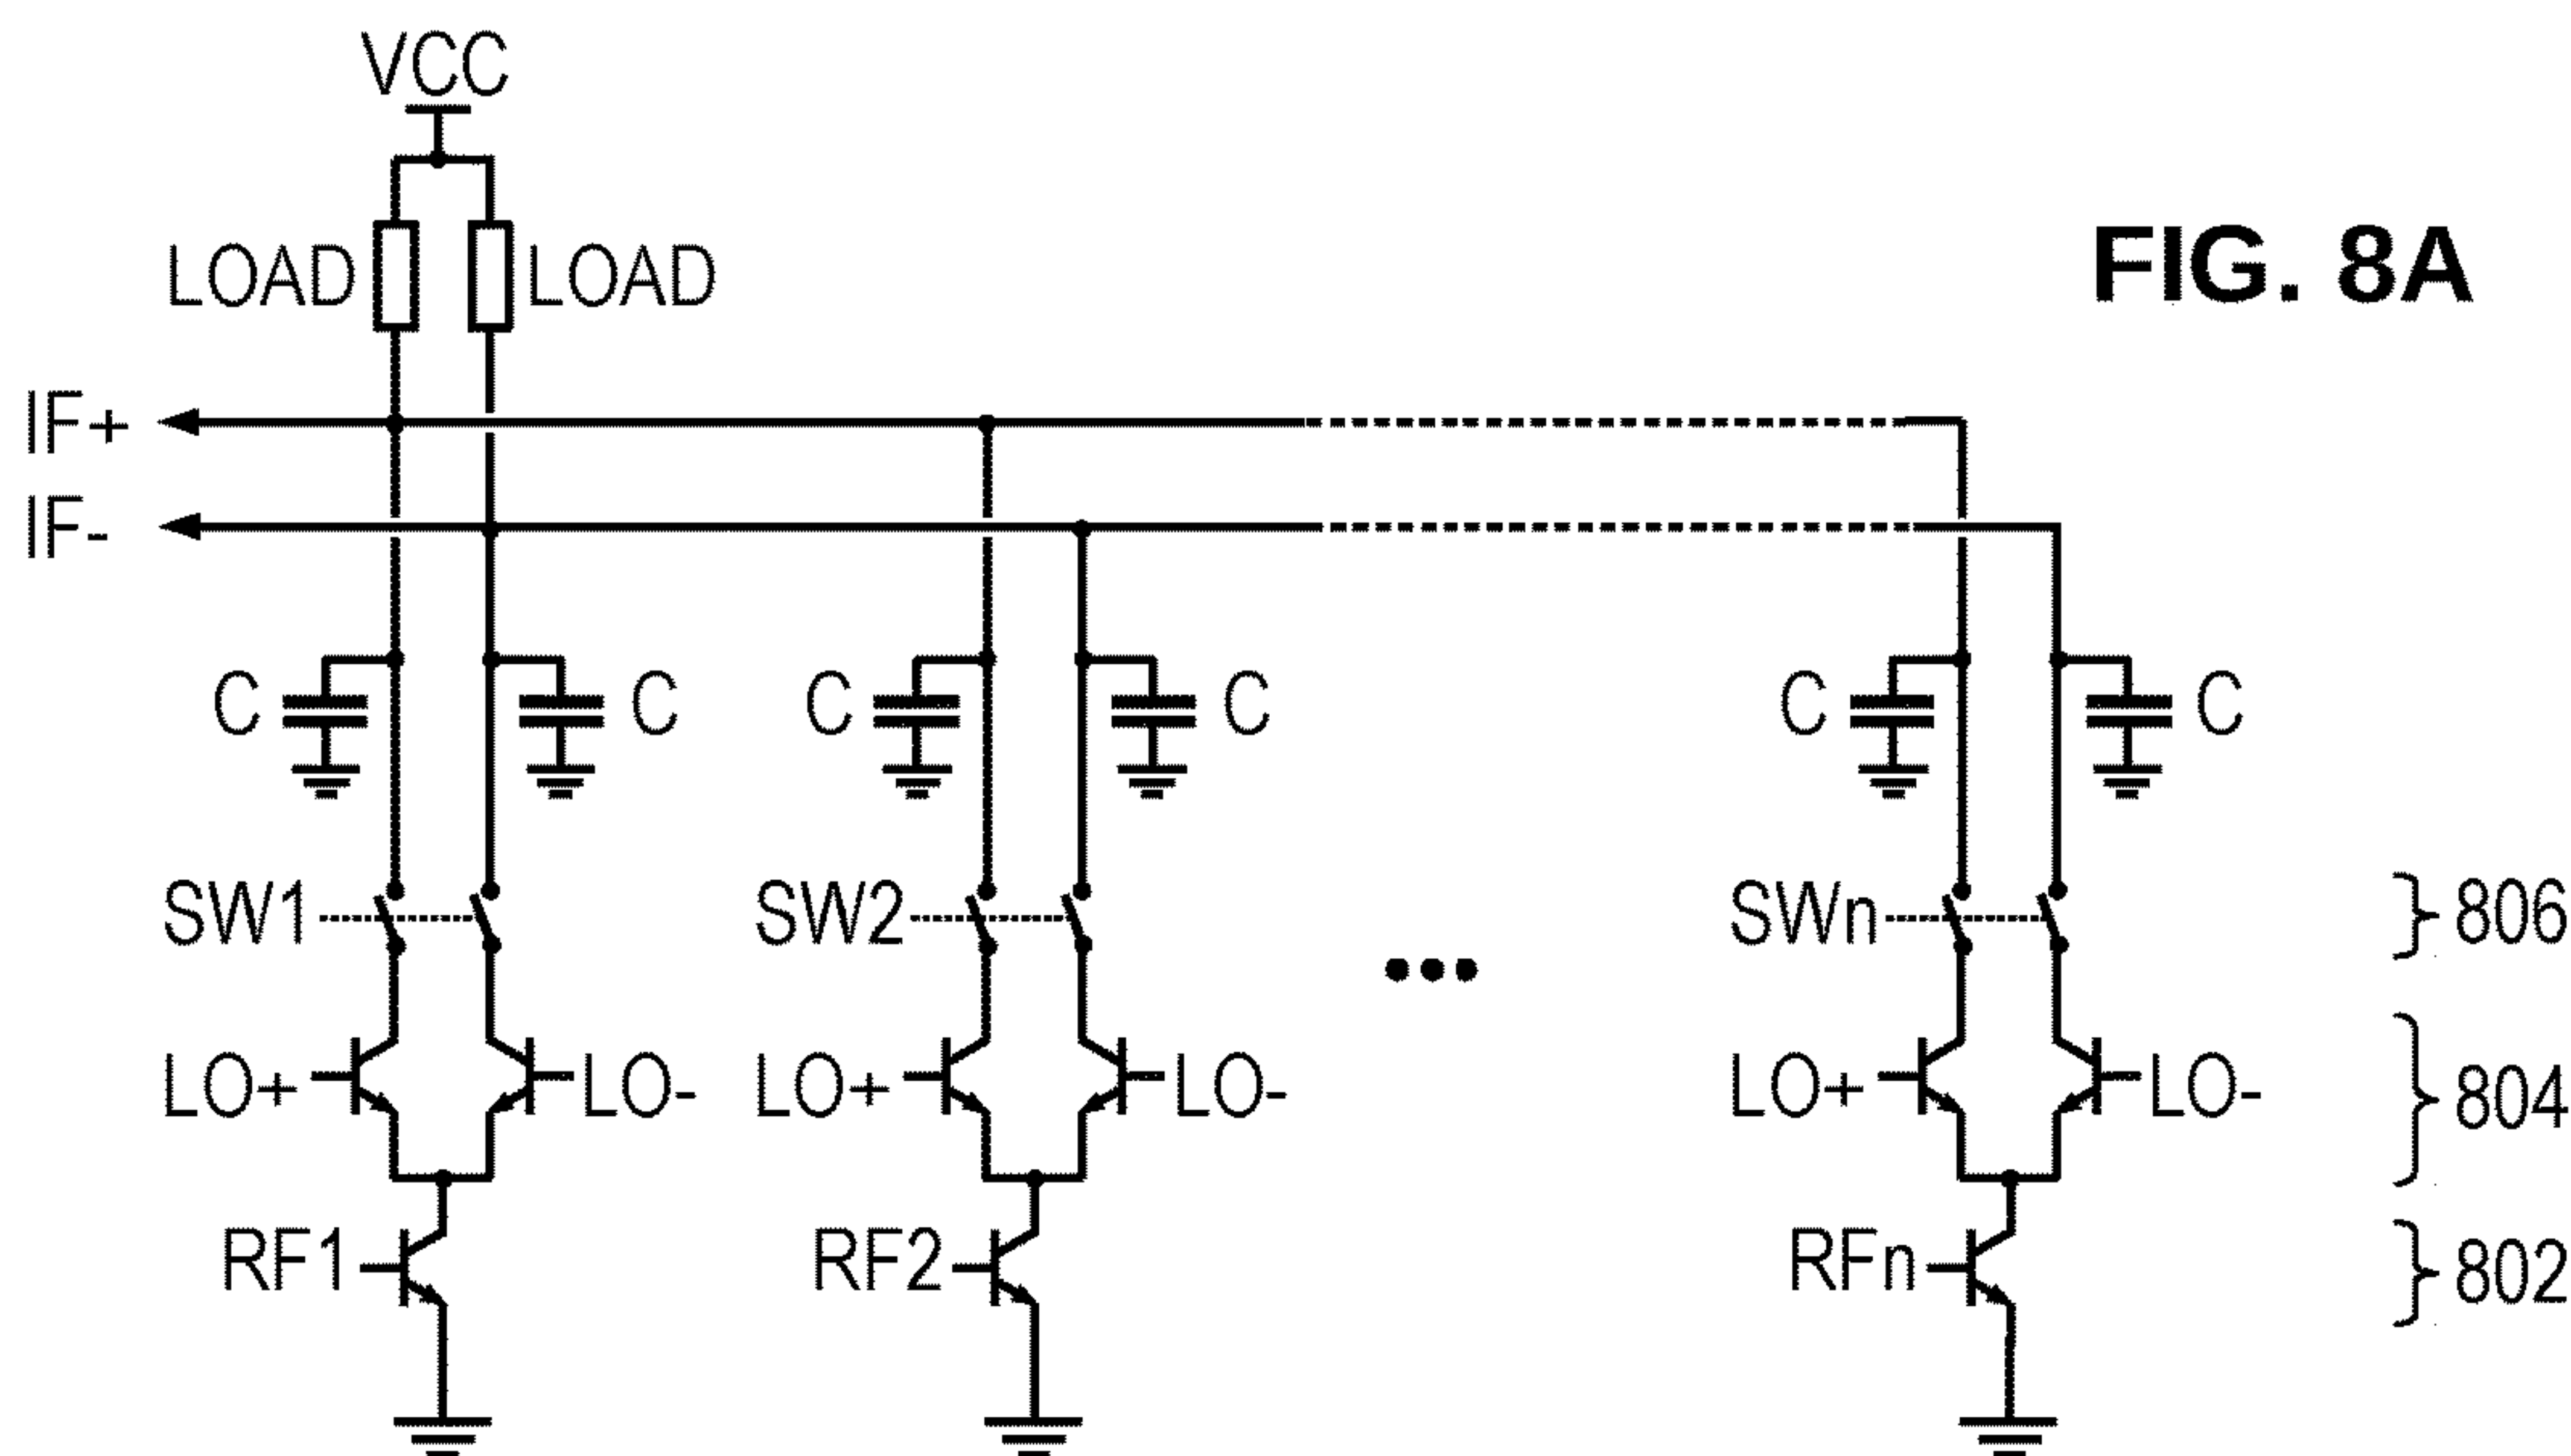 VCC
FIG. 8A
LOAD LOAD
IF+
IF-
C C C C C C
SW1 SW2 SWn 806
LO+ LO- LO+ LO- LO+ LO- 804
RF1 RF2 RFn 802